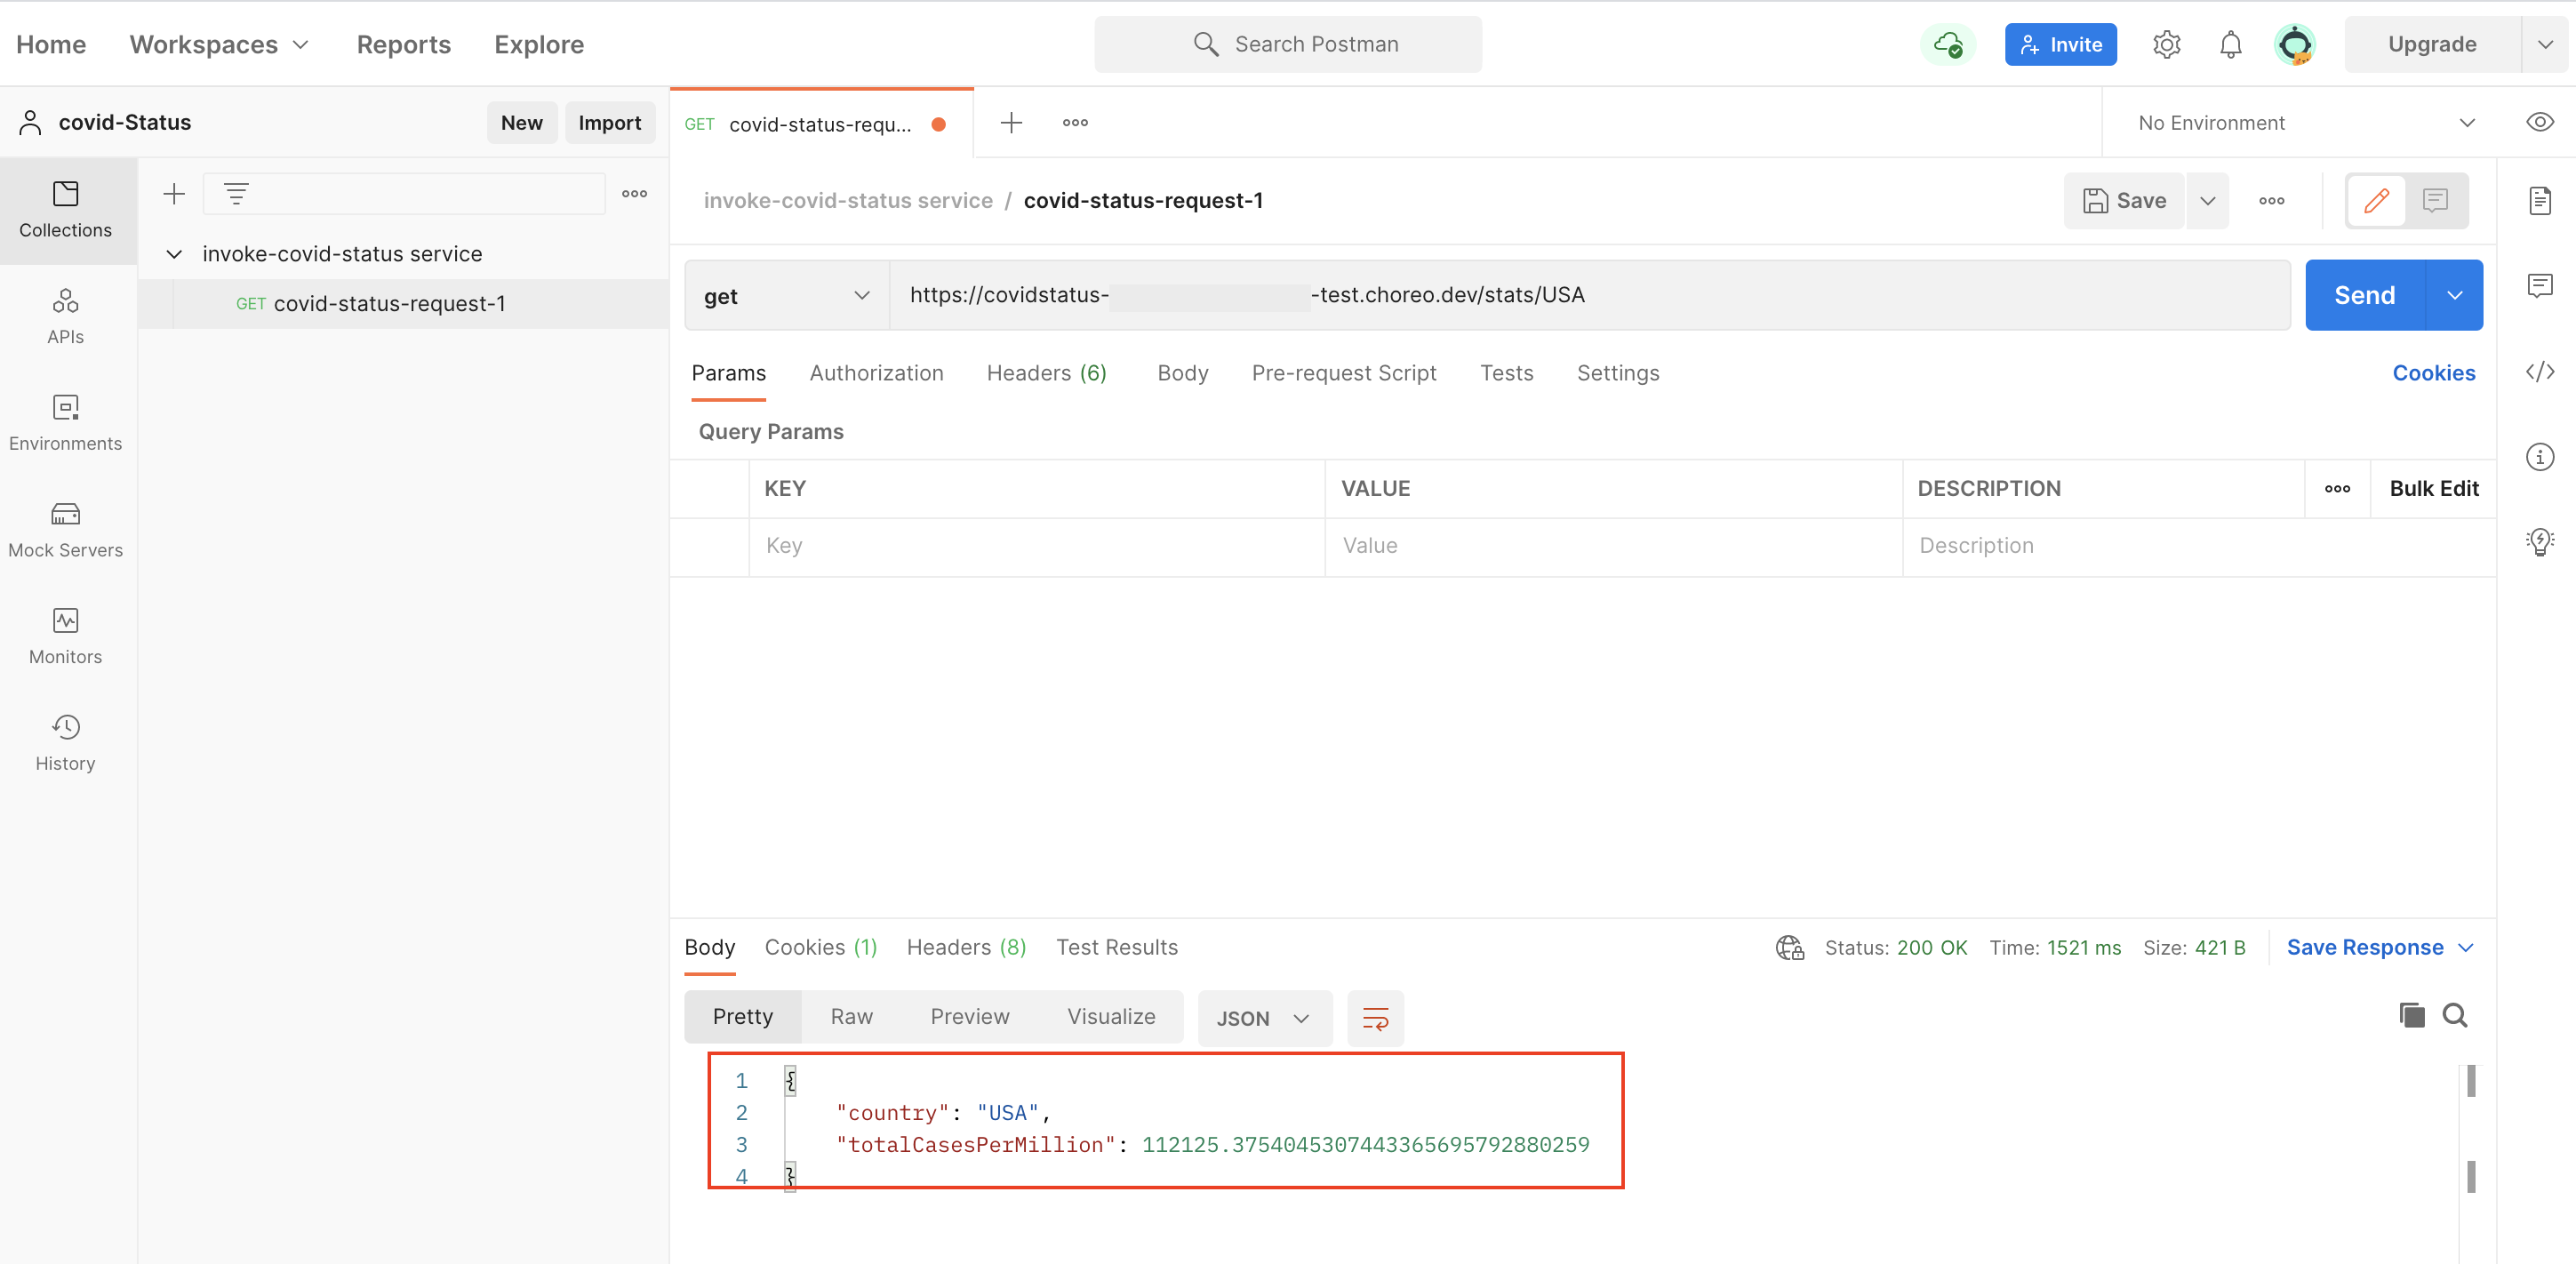 Home Workspaces Reports Explore Search Postman Invite Upgrade
covid-Status New Import GET covid-status-requ... No Environment
Collections
APIs
Environments
Mock Servers
Monitors
History
invoke-covid-status service
GET covid-status-request-1
invoke-covid-status service / covid-status-request-1 Save
get https://covidstatus- -test.choreo.dev/stats/USA Send
Params Authorization Headers (6) Body Pre-request Script Tests Settings Cookies
Query Params
KEY VALUE DESCRIPTION Bulk Edit
Key Value Description
Body Cookies (1) Headers (8) Test Results Status: 200 OK Time: 1521 ms Size: 421 B Save Response
Pretty Raw Preview Visualize JSON
1 {
2 "country": "USA",
3 "totalCasesPerMillion": 112125.3754045307443365695792880259
4 }